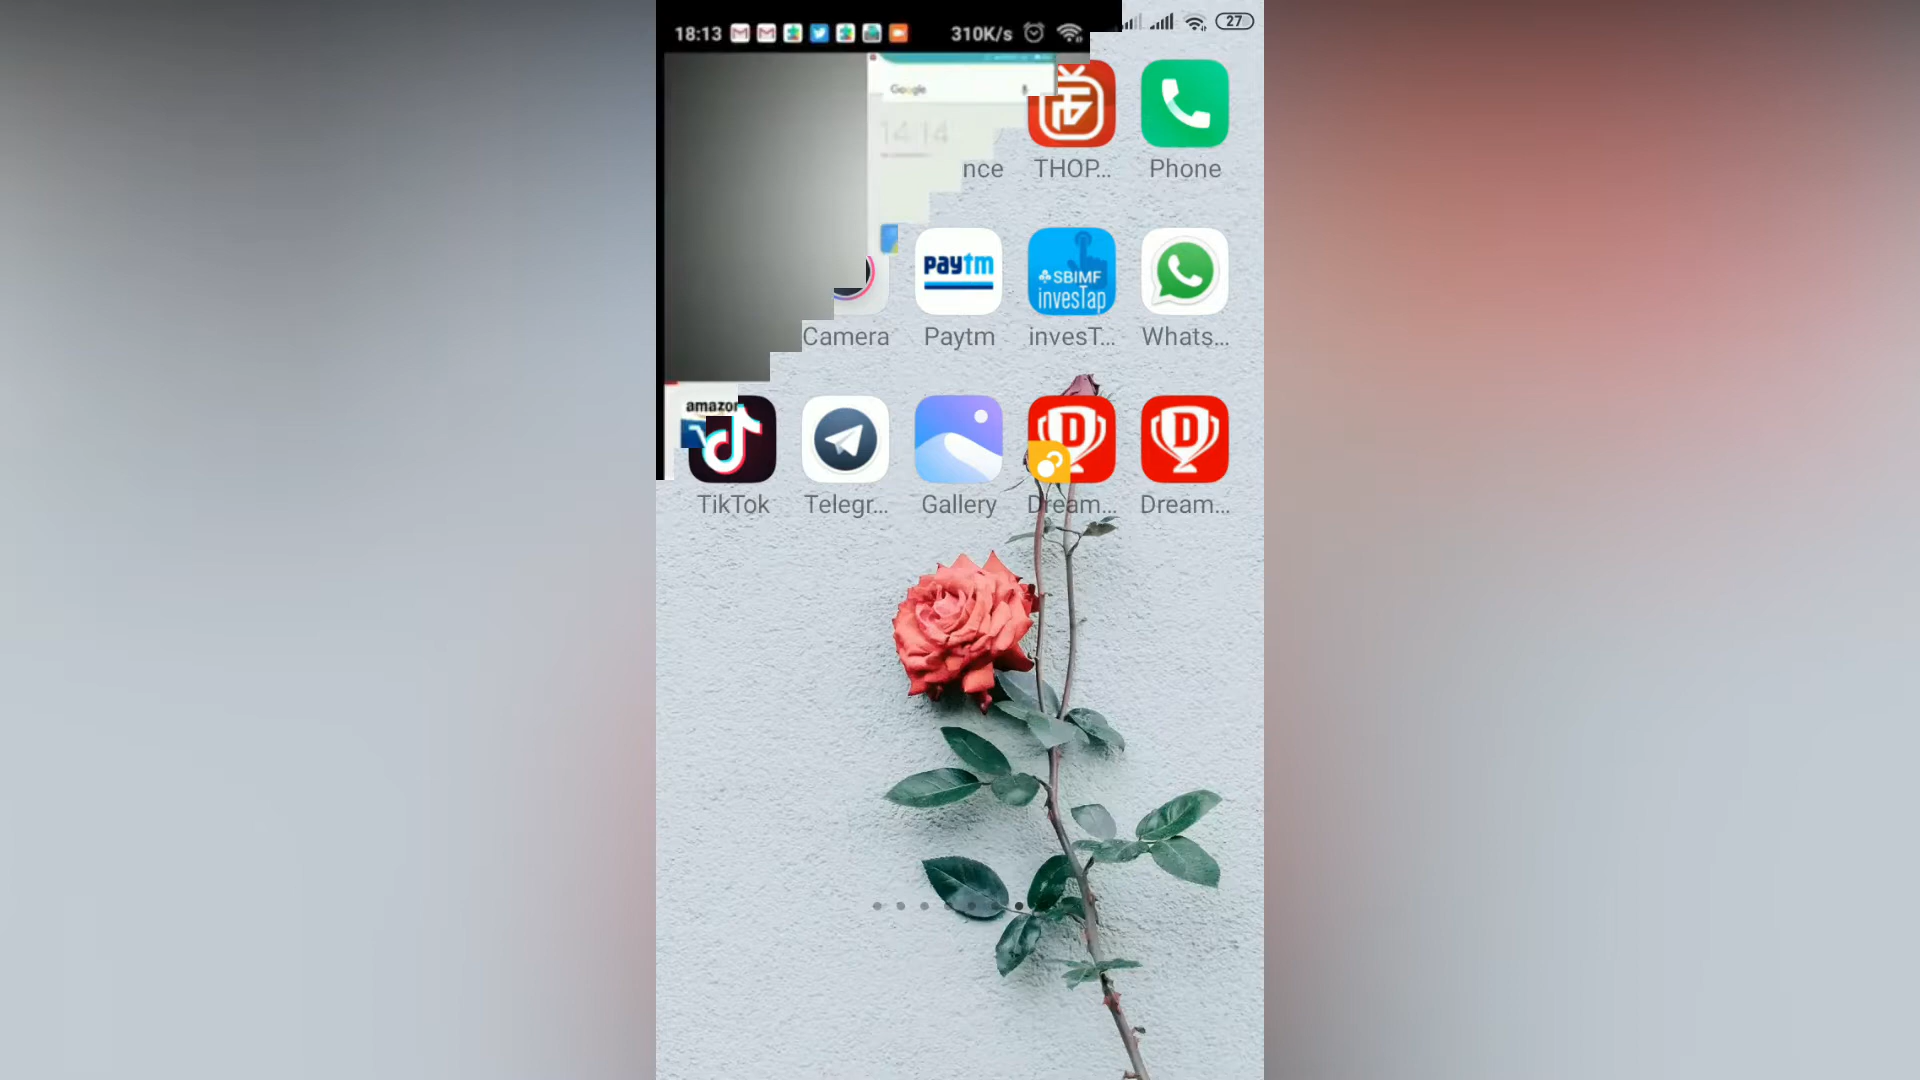 18:13 310K/s 27
Google
14:14
nce THOP... Phone
paytm SBIMF invesTap
Camera Paytm invesT... Whats...
amazon
D D
TikTok Telegr... Gallery Dream... Dream...